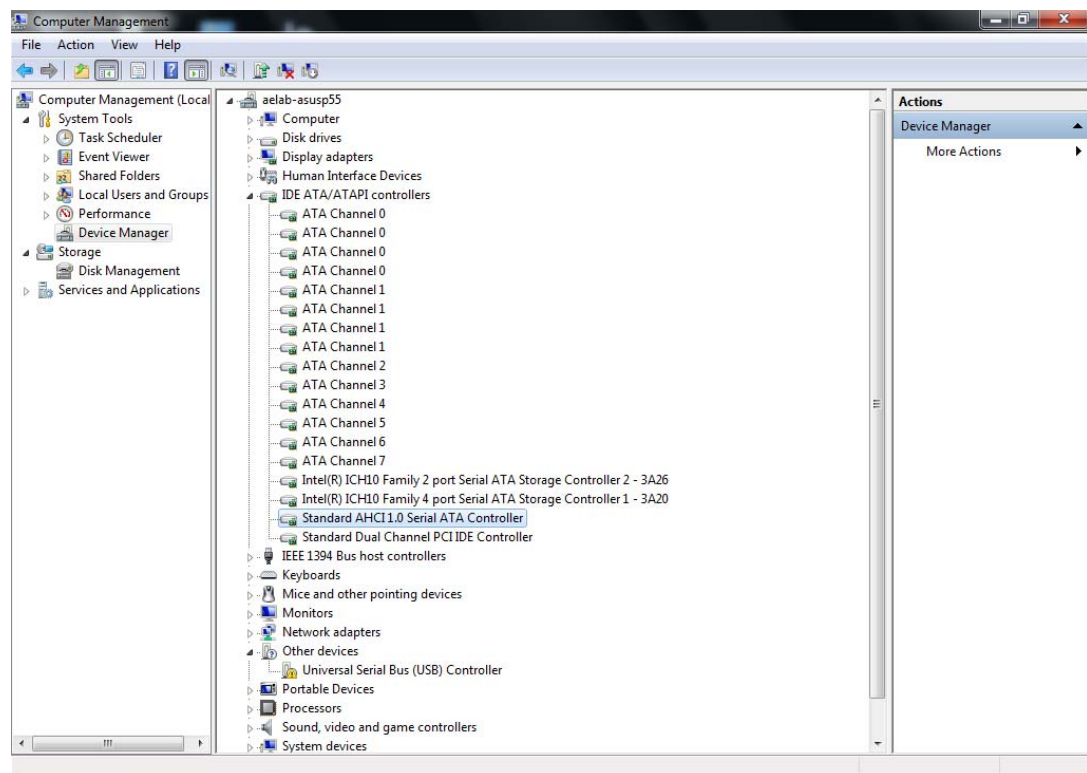 Computer Management
File Action View Help
Computer Management (Local
System Tools
Task Scheduler
Event Viewer
Shared Folders
Local Users and Groups
Performance
Device Manager
Storage
Disk Management
Services and Applications
aelab-asusp55
Computer
Disk drives
Display adapters
Human Interface Devices
IDE ATA/ATAPI controllers
ATA Channel 0
ATA Channel 0
ATA Channel 0
ATA Channel 0
ATA Channel 1
ATA Channel 1
ATA Channel 1
ATA Channel 1
ATA Channel 2
ATA Channel 3
ATA Channel 4
ATA Channel 5
ATA Channel 6
ATA Channel 7
Intel(R) ICH10 Family 2 port Serial ATA Storage Controller 2 - 3A26
Intel(R) ICH10 Family 4 port Serial ATA Storage Controller 1 - 3A20
Standard AHCI 1.0 Serial ATA Controller
Standard Dual Channel PCI IDE Controller
IEEE 1394 Bus host controllers
Keyboards
Mice and other pointing devices
Monitors
Network adapters
Other devices
Universal Serial Bus (USB) Controller
Portable Devices
Processors
Sound, video and game controllers
System devices
Actions
Device Manager
More Actions